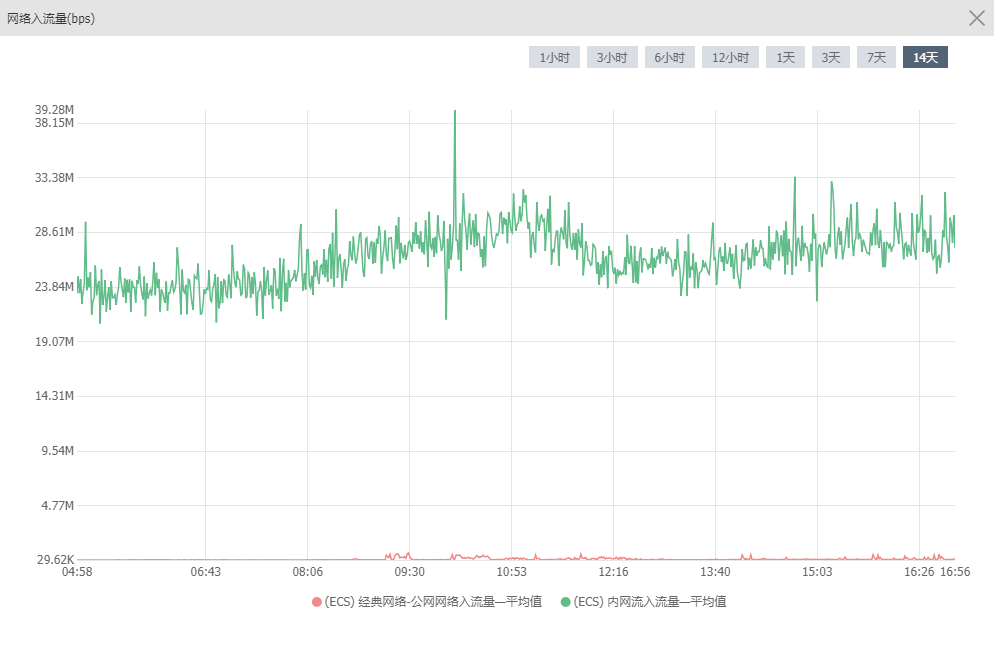 网络入流量(bps)
1小时 3小时 6小时 12小时 1天 3天 7天 14天
39.28M
38.15M
33.38M
28.61M
23.84M
19.07M
14.31M
9.54M
4.77M
29.62K
04:58 06:43 08:06 09:30 10:53 12:16 13:40 15:03 16:26 16:56
(ECS) 经典网络-公网网络入流量—平均值 (ECS) 内网流入流量—平均值